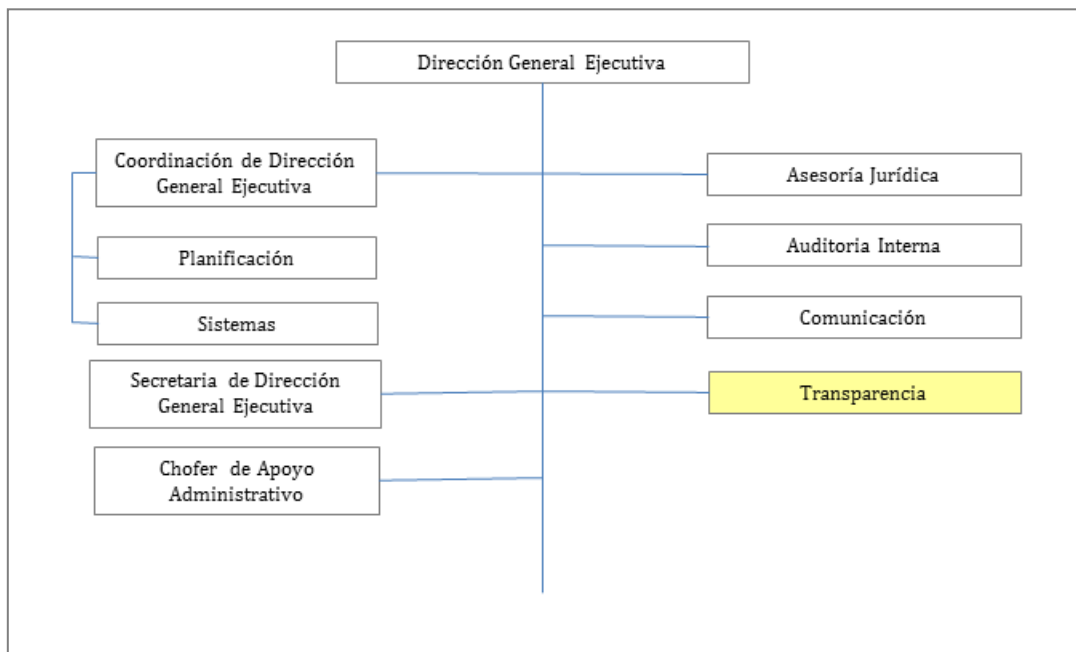 Dirección General Ejecutiva
Coordinación de Dirección
General Ejecutiva
Planificación
Sistemas
Secretaria de Dirección
General Ejecutiva
Chofer de Apoyo
Administrativo
Asesoría Jurídica
Auditoria Interna
Comunicación
Transparencia